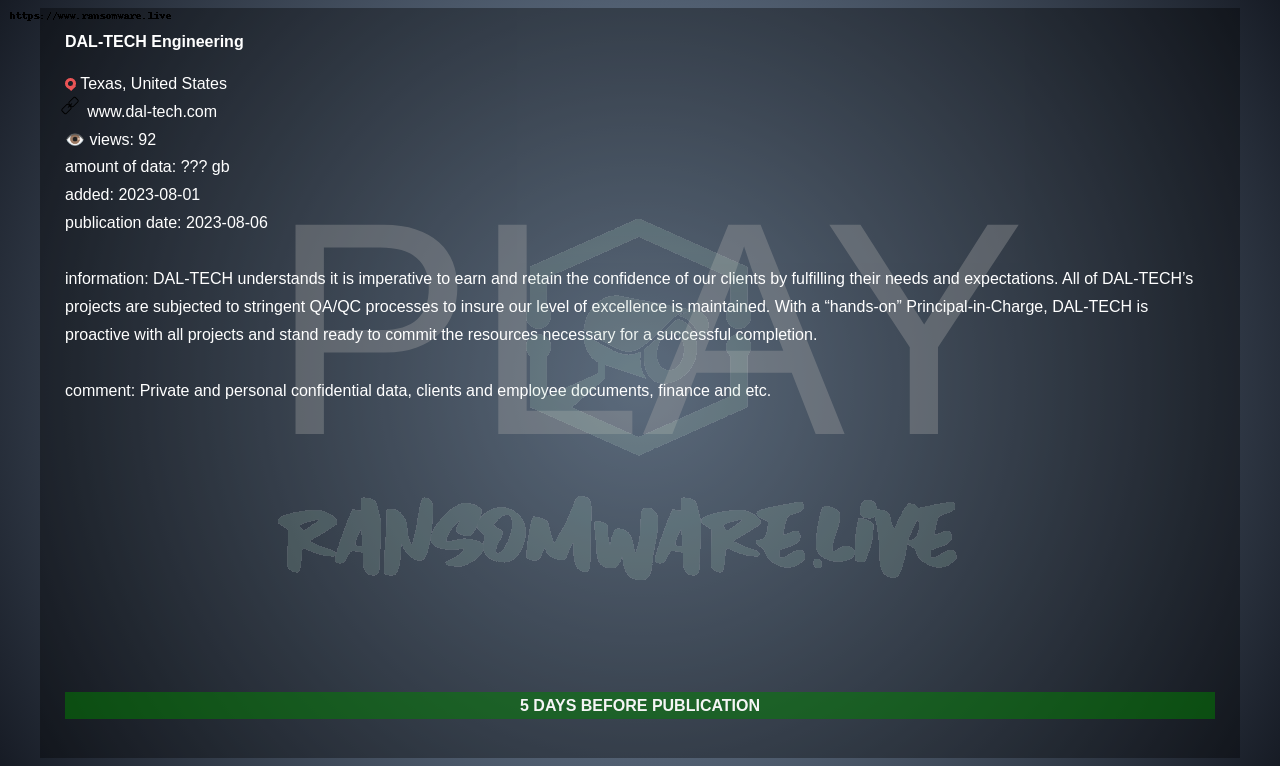 https://www.ransomware.live
DAL-TECH Engineering
Texas, United States
www.dal-tech.com
views: 92
amount of data: ??? gb
added: 2023-08-01
publication date: 2023-08-06
PLAY
information: DAL-TECH understands it is imperative to earn and retain the confidence of our clients by fulfilling their needs and expectations. All of DAL-TECH’s
projects are subjected to stringent QA/QC processes to insure our level of excellence is maintained. With a “hands-on” Principal-in-Charge, DAL-TECH is
proactive with all projects and stand ready to commit the resources necessary for a successful completion.
comment: Private and personal confidential data, clients and employee documents, finance and etc.
RANSOMWARE.LIVE
5 DAYS BEFORE PUBLICATION